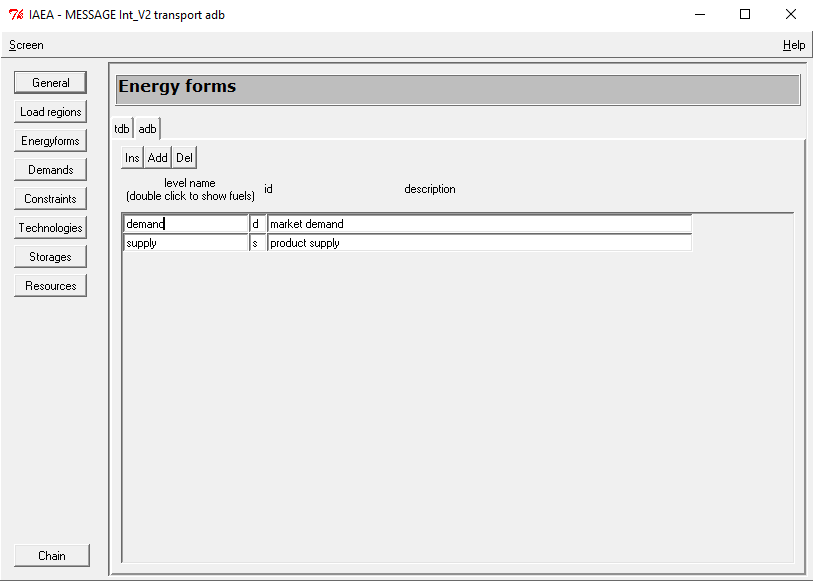 IAEA - MESSAGE Int_V2 transport adb
Screen Help
General
Load regions
Energyforms
Demands
Constraints
Technologies
Storages
Resources
Chain
Energy forms
tdb adb
Ins Add Del
level name
(double click to show fuels) id description
demand d market demand
supply s product supply